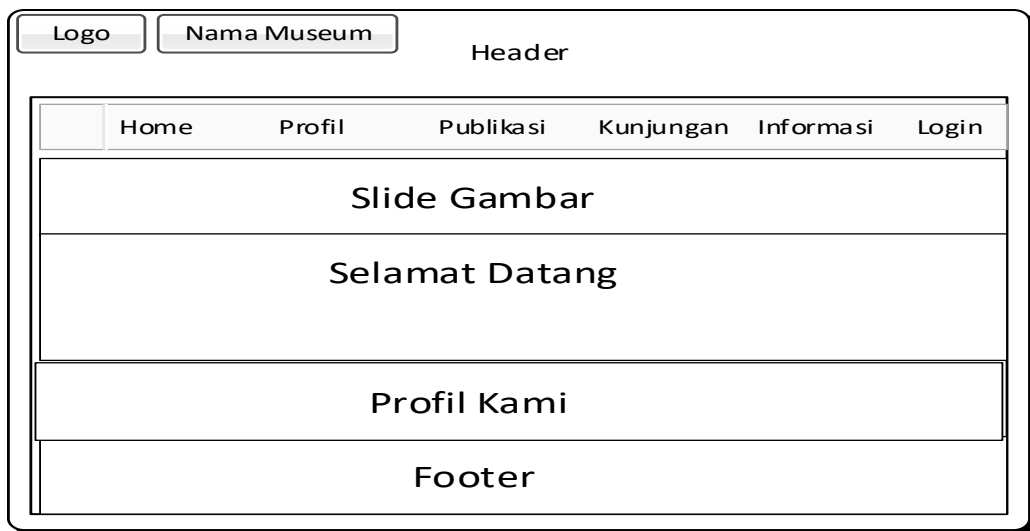 Logo Nama Museum
Header
Home Profil Publikasi Kunjungan Informasi Login
Slide Gambar
Selamat Datang
Profil Kami
Footer